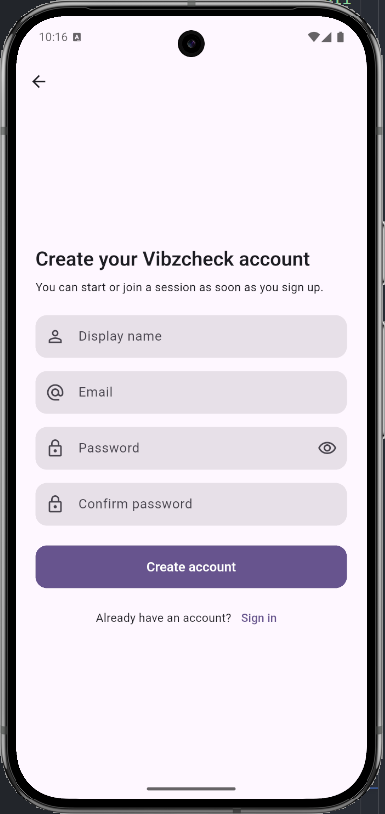 10:16
Create your Vibzcheck account
You can start or join a session as soon as you sign up.
Display name
Email
Password
Confirm password
Create account
Already have an account? Sign in